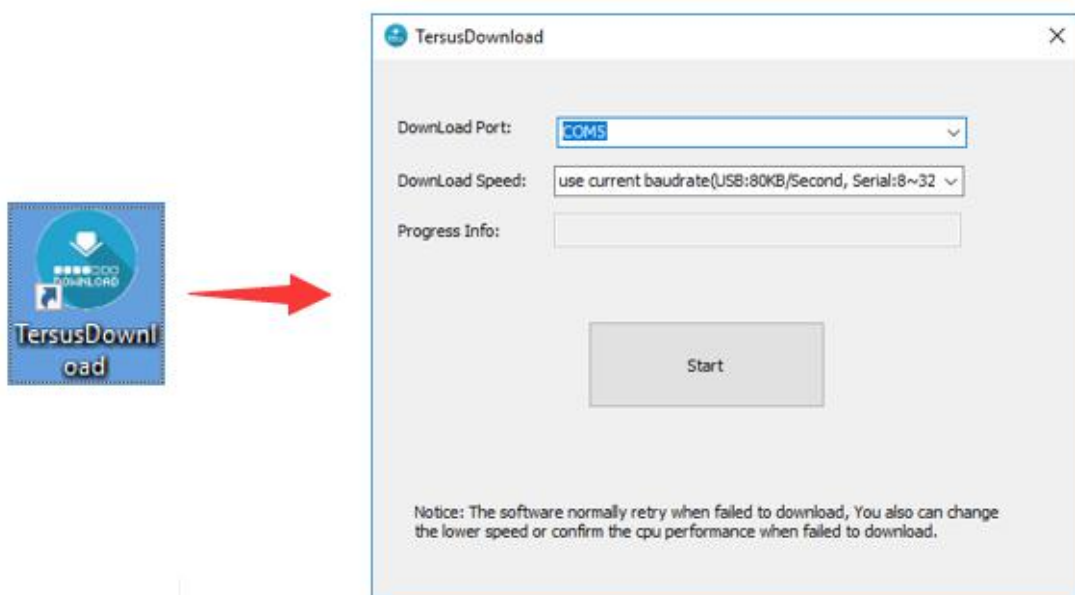 TersusDownload
DownLoad Port:
COM5
DownLoad Speed:
use current baudrate(USB:80KB/Second, Serial:8~32
Progress Info:
DOWNLOAD
TersusDownl
oad
Start
Notice: The software normally retry when failed to download, You also can change
the lower speed or confirm the cpu performance when failed to download.